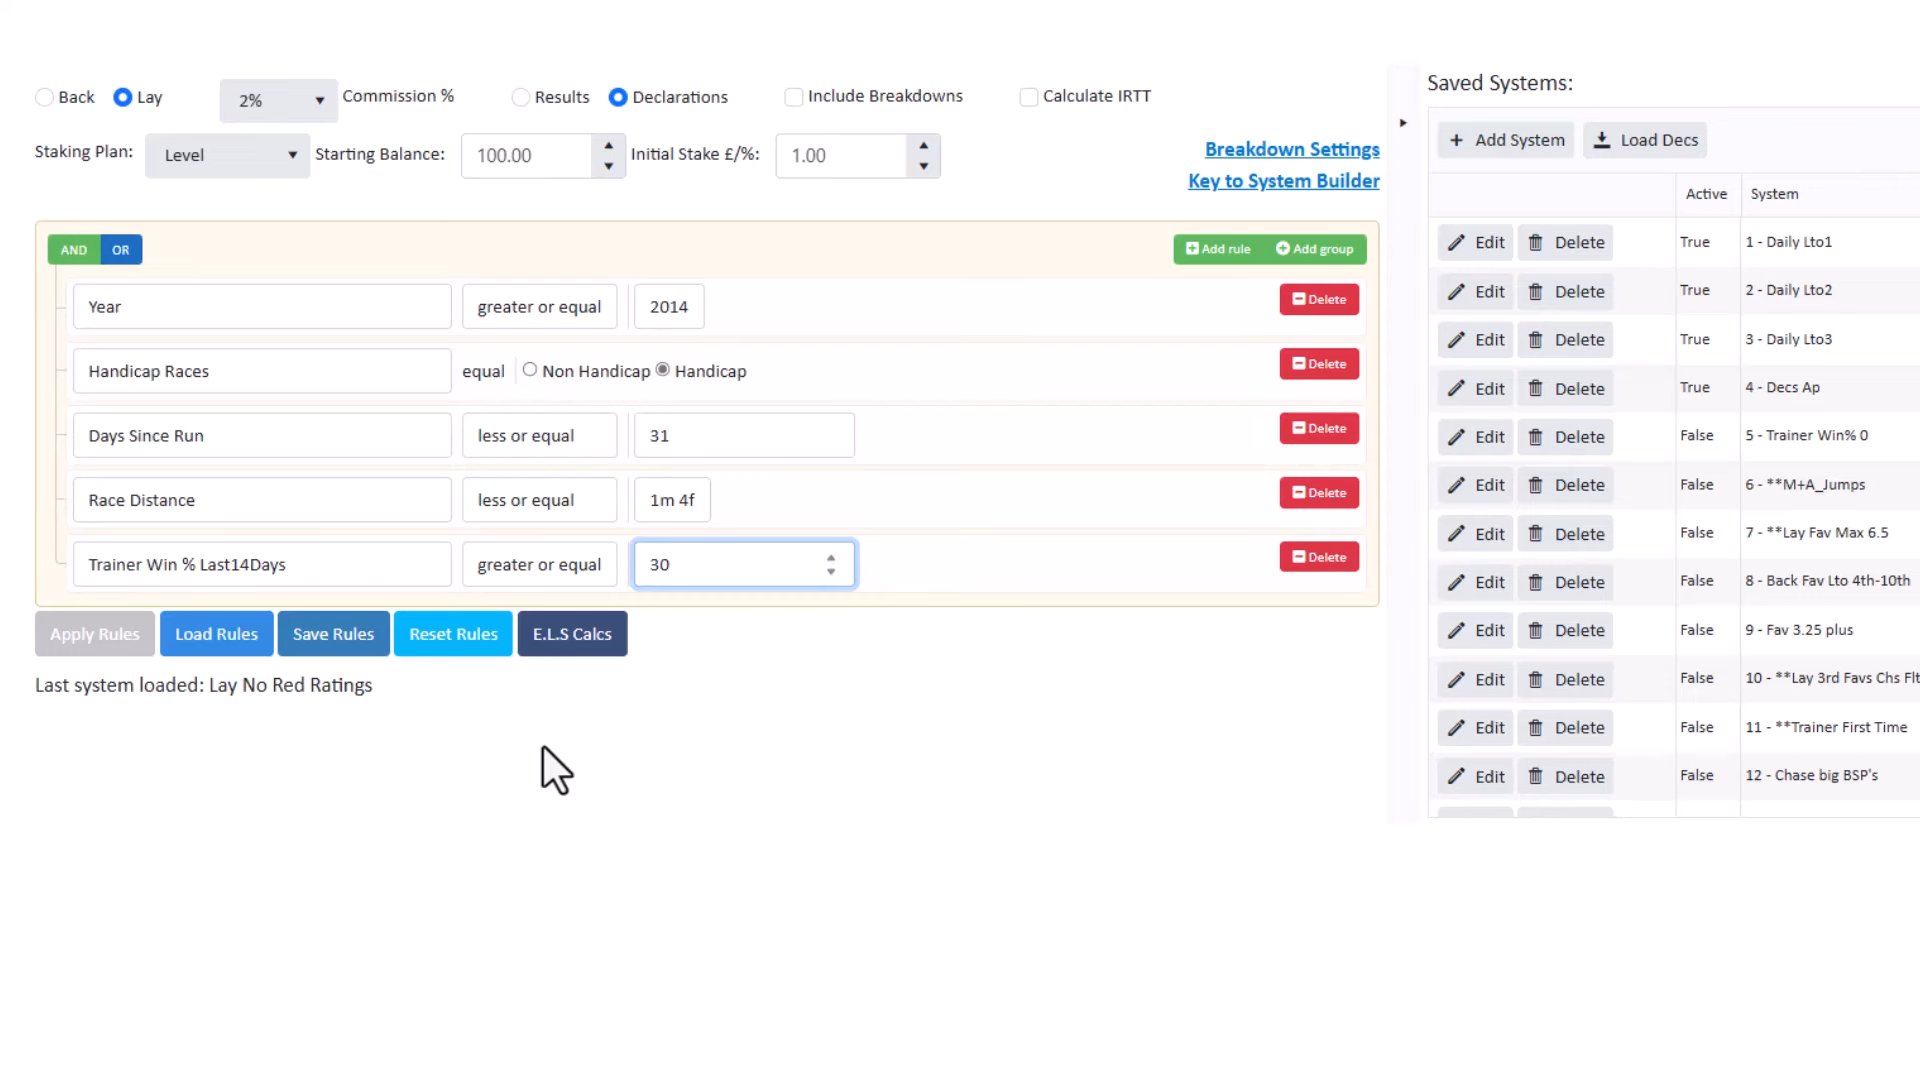 Back Lay 2% Commission % Results Declarations Include Breakdowns Calculate IRTT
Staking Plan: Level Starting Balance: 100.00 Initial Stake £/%: 1.00
Breakdown Settings
Key to System Builder
AND OR Add rule Add group
Year greater or equal 2014 Delete
Handicap Races equal Non Handicap Handicap Delete
Days Since Run less or equal 31 Delete
Race Distance less or equal 1m 4f Delete
Trainer Win % Last14Days greater or equal 30 Delete
Apply Rules Load Rules Save Rules Reset Rules E.L.S Calcs
Last system loaded: Lay No Red Ratings
Saved Systems:
+ Add System Load Decs
Active System
Edit Delete True 1 - Daily Lto1
Edit Delete True 2 - Daily Lto2
Edit Delete True 3 - Daily Lto3
Edit Delete True 4 - Decs Ap
Edit Delete False 5 - Trainer Win% 0
Edit Delete False 6 - **M+A_Jumps
Edit Delete False 7 - **Lay Fav Max 6.5
Edit Delete False 8 - Back Fav Lto 4th-10th
Edit Delete False 9 - Fav 3.25 plus
Edit Delete False 10 - **Lay 3rd Favs Chs Flt
Edit Delete False 11 - **Trainer First Time
Edit Delete False 12 - Chase big BSP's